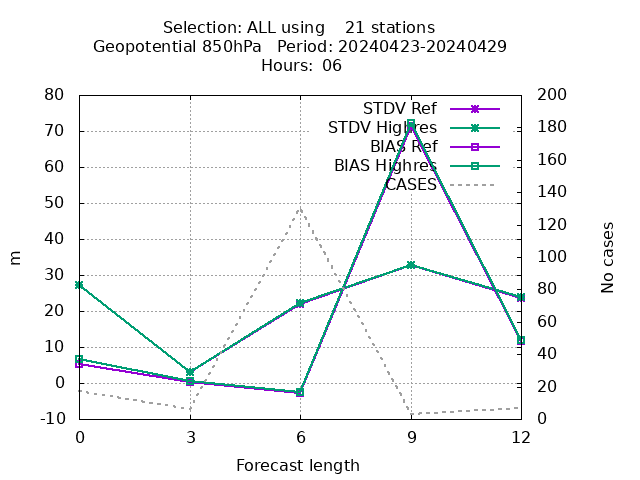 Selection: ALL using    21 stations
Geopotential 850hPa   Period: 20240423-20240429
Hours: 06
STDV Ref
STDV Highres
BIAS Ref
BIAS Highres
CASES
80
70
60
50
40
30
20
10
0
-10
200
180
160
140
120
100
80
60
40
20
0
m
No cases
0 3 6 9 12
Forecast length